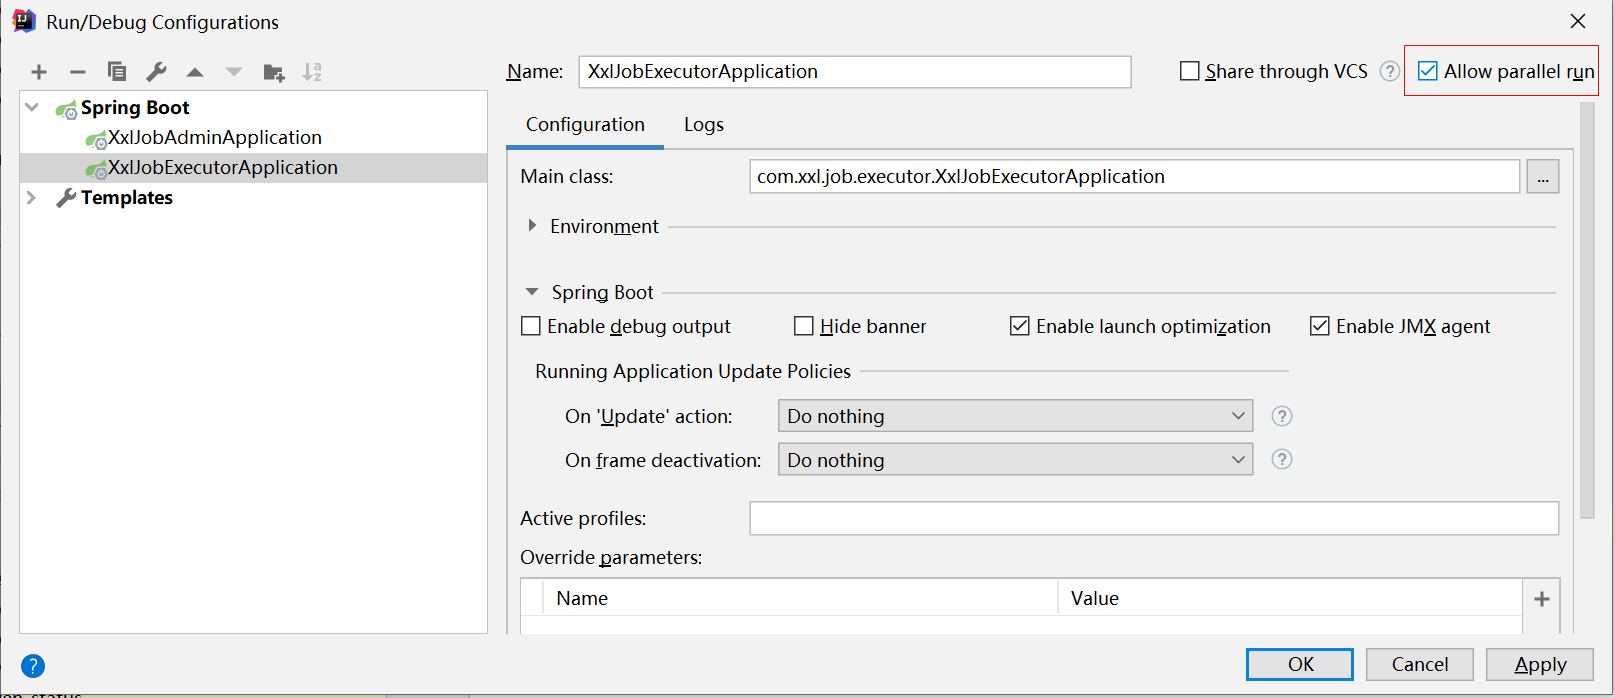 Run/Debug Configurations
Name: XxlJobExecutorApplication Share through VCS ? Allow parallel run
Spring Boot
XxlJobAdminApplication
XxlJobExecutorApplication
Templates
Configuration Logs
Main class: com.xxl.job.executor.XxlJobExecutorApplication ...
Environment
Spring Boot
Enable debug output Hide banner Enable launch optimization Enable JMX agent
Running Application Update Policies
On 'Update' action: Do nothing ?
On frame deactivation: Do nothing ?
Active profiles:
Override parameters:
Name Value +
? OK Cancel Apply